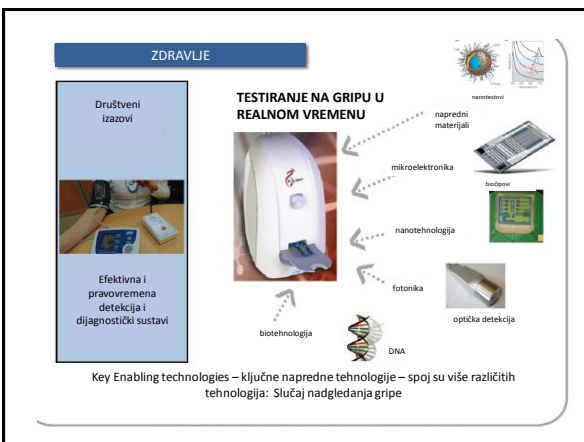 ZDRAVLJE
Društveni
izazovi
Efektivna i
pravovremena
detekcija i
dijagnostički sustavi
TESTIRANJE NA GRIPU U
REALNOM VREMENU
nanotestovi
napredni
materijali
mikroelektronika
biočipovi
nanotehnologija
fotonika
optička detekcija
biotehnologija
DNA
Key Enabling technologies – ključne napredne tehnologije – spoj su više različitih
tehnologija: Slučaj nadgledanja gripe